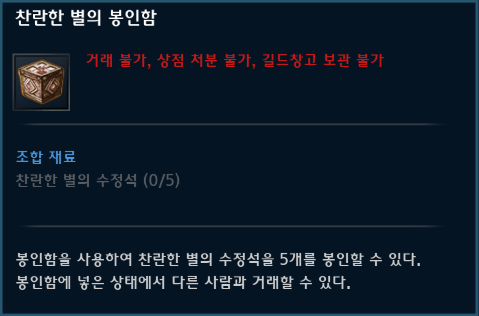 찬란한 별의 봉인함
거래 불가, 상점 처분 불가, 길드창고 보관 불가
조합 재료
찬란한 별의 수정석 (0/5)
봉인함을 사용하여 찬란한 별의 수정석을 5개를 봉인할 수 있다.
봉인함에 넣은 상태에서 다른 사람과 거래할 수 있다.